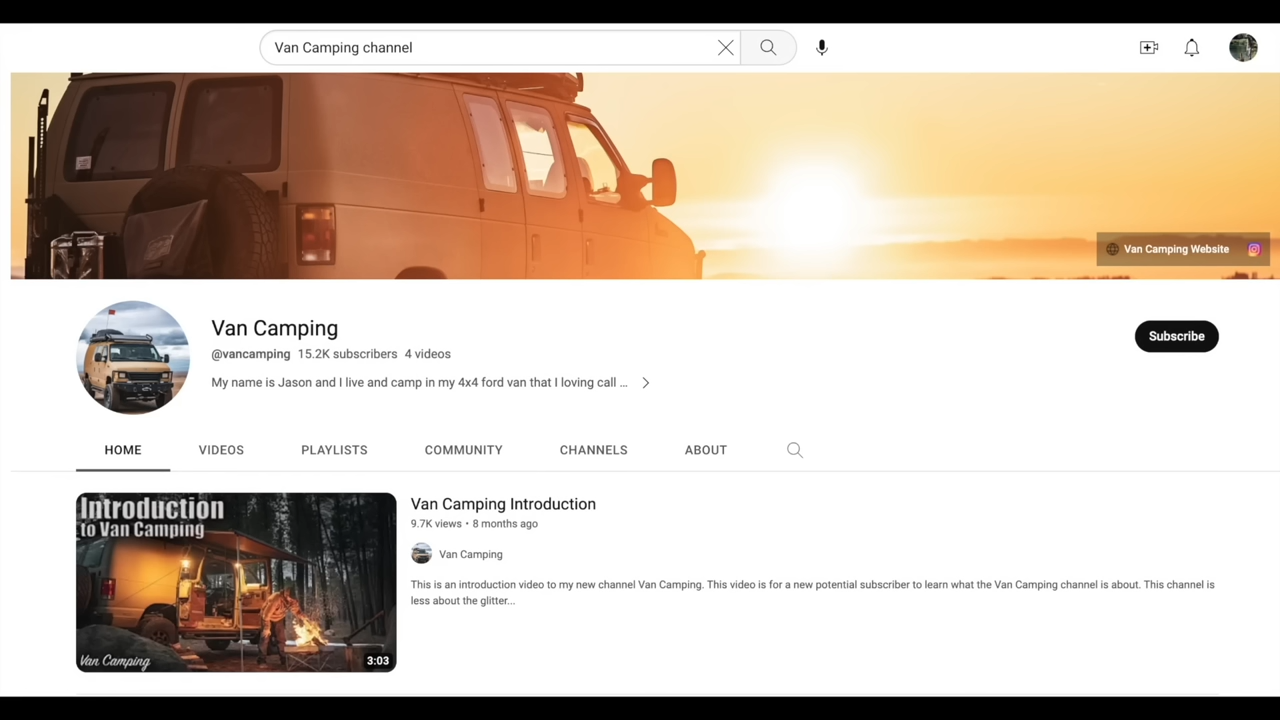 Van Camping channel
Van Camping Website
Van Camping
@vancamping 15.2K subscribers 4 videos
My name is Jason and I live and camp in my 4x4 ford van that I loving call ...
Subscribe
HOME VIDEOS PLAYLISTS COMMUNITY CHANNELS ABOUT
Introduction
to Van Camping
Van Camping
3:03
Van Camping Introduction
9.7K views • 8 months ago
Van Camping
This is an introduction video to my new channel Van Camping. This video is for a new potential subscriber to learn what the Van Camping channel is about. This channel is
less about the glitter...